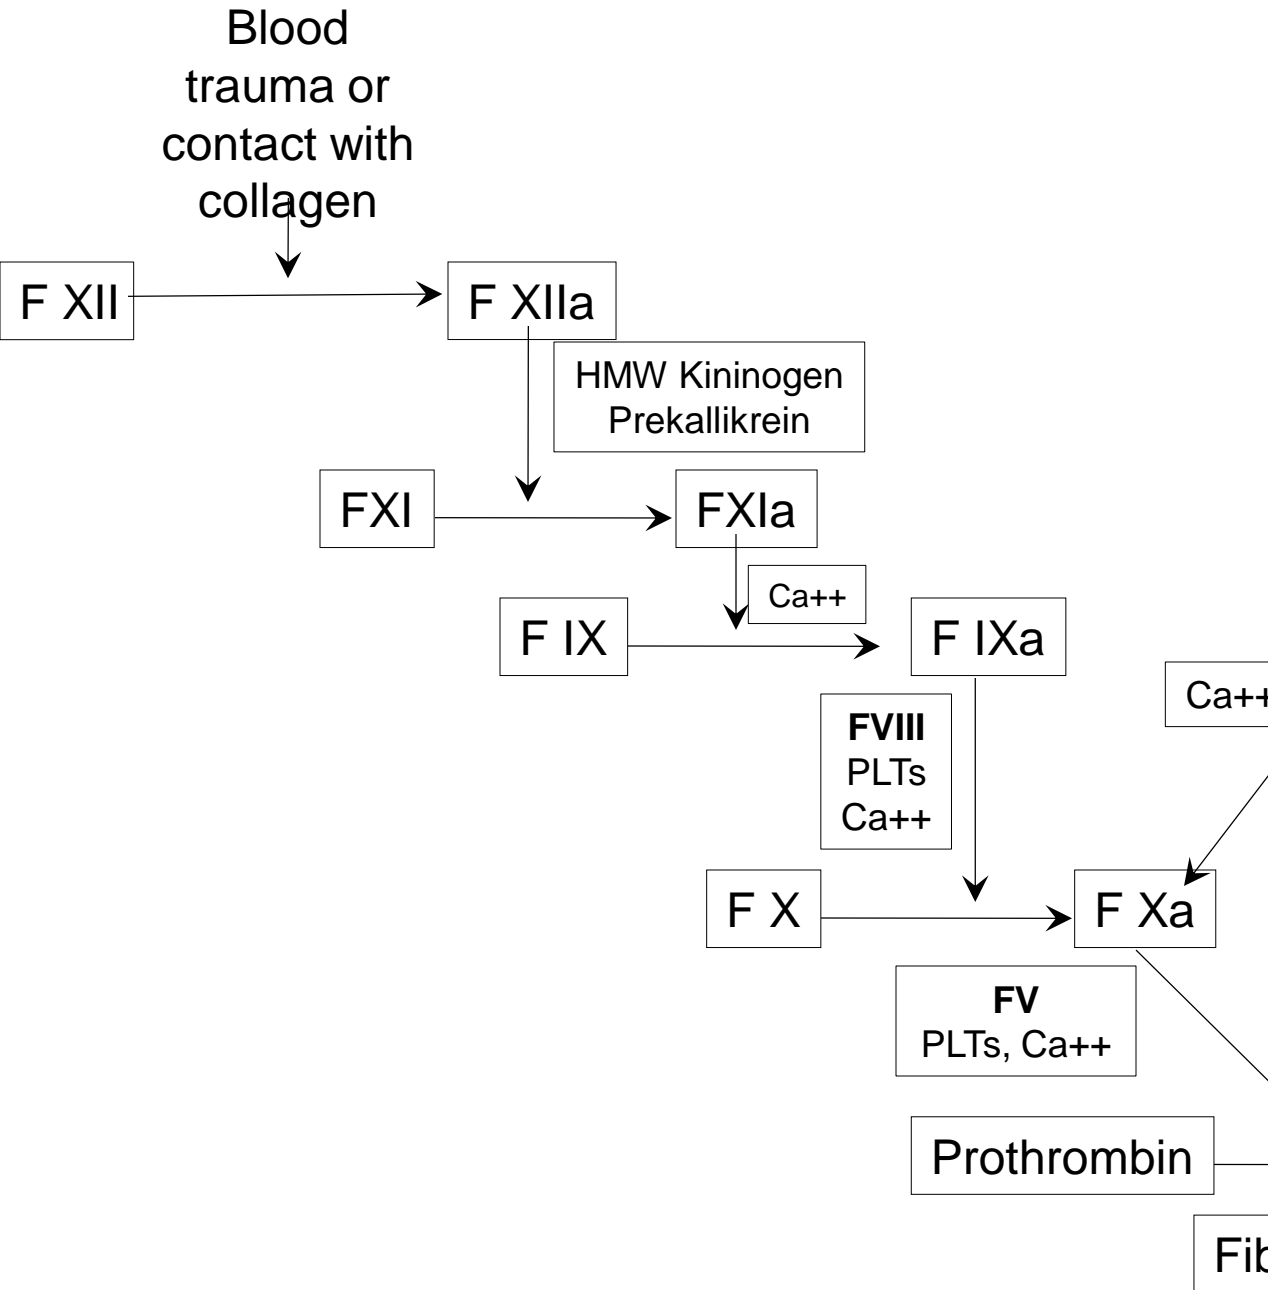 Blood
trauma or
contact with
collagen
F XII
F XIIa
HMW Kininogen
Prekallikrein
FXI
FXIa
Ca++
F IX
F IXa
Ca++
FVIII
PLTs
Ca++
F X
F Xa
FV
PLTs, Ca++
Prothrombin